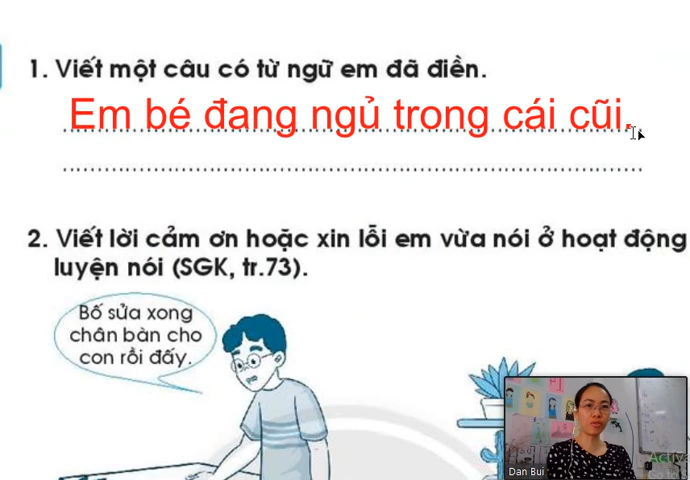 1. Viết một câu có từ ngữ em đã điền.
Em bé đang ngủ trong cái cũi.
2. Viết lời cảm ơn hoặc xin lỗi em vừa nói ở hoạt động
luyện nói (SGK, tr.73).
Bố sửa xong
chân bàn cho
con rồi đấy.
Dan Bui